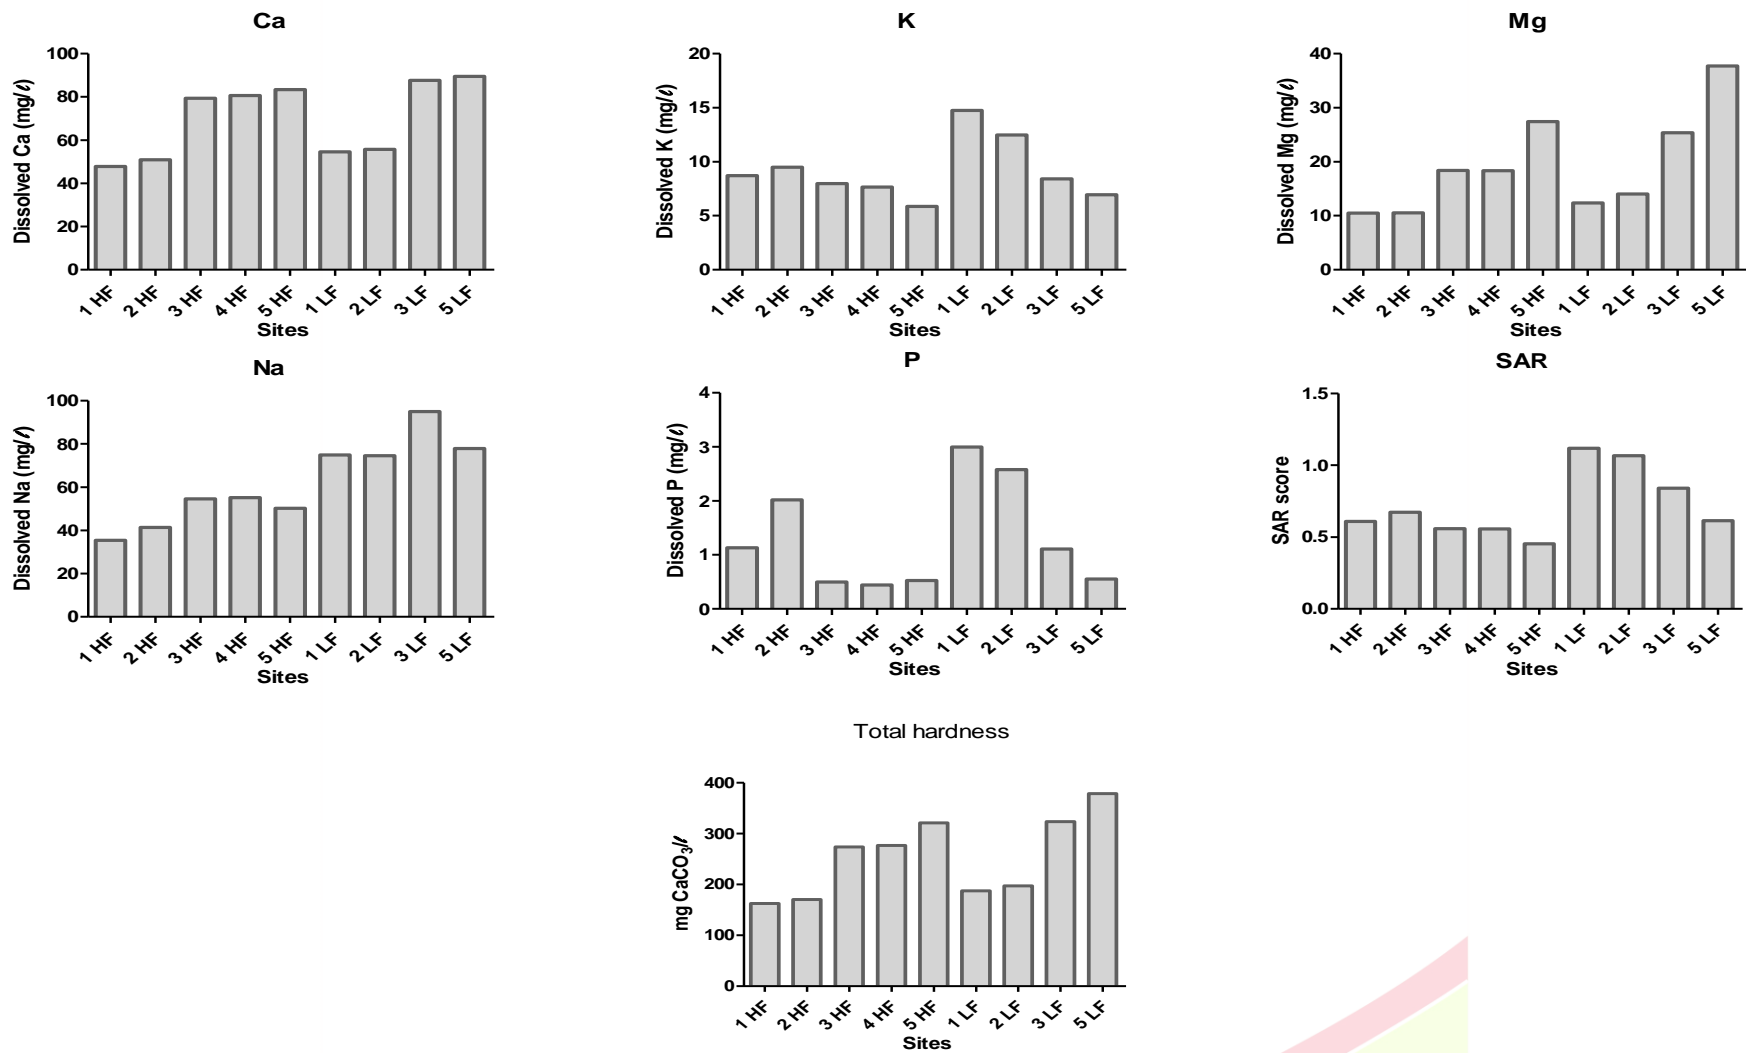 Ca
Dissolved Ca (mg/ℓ)
100
80
60
40
20
0
1 HF
2 HF
3 HF
4 HF
5 HF
1 LF
2 LF
3 LF
5 LF
Sites
K
Dissolved K (mg/ℓ)
20
15
10
5
0
1 HF
2 HF
3 HF
4 HF
5 HF
1 LF
2 LF
3 LF
5 LF
Sites
Mg
Dissolved Mg (mg/ℓ)
40
30
20
10
0
1 HF
2 HF
3 HF
4 HF
5 HF
1 LF
2 LF
3 LF
5 LF
Sites
Na
Dissolved Na (mg/ℓ)
100
80
60
40
20
0
1 HF
2 HF
3 HF
4 HF
5 HF
1 LF
2 LF
3 LF
5 LF
Sites
P
Dissolved P (mg/ℓ)
4
3
2
1
0
1 HF
2 HF
3 HF
4 HF
5 HF
1 LF
2 LF
3 LF
5 LF
Sites
SAR
SAR score
1.5
1.0
0.5
0.0
1 HF
2 HF
3 HF
4 HF
5 HF
1 LF
2 LF
3 LF
5 LF
Sites
Total hardness
mg CaCO₃/ℓ
400
300
200
100
0
1 HF
2 HF
3 HF
4 HF
5 HF
1 LF
2 LF
3 LF
5 LF
Sites